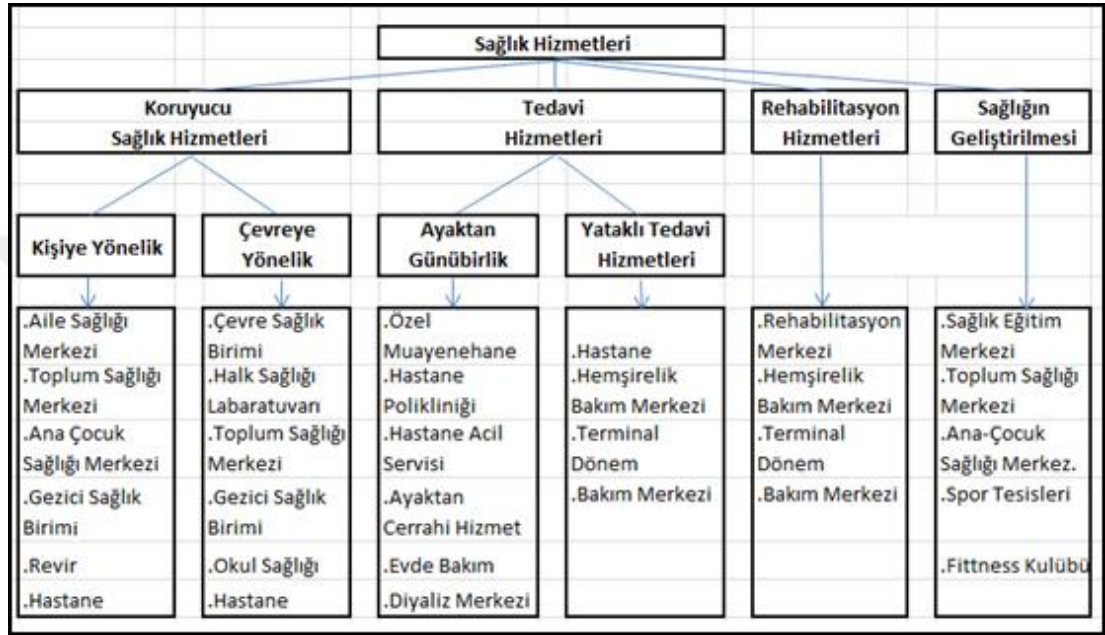 Sağlık Hizmetleri
Koruyucu
Sağlık Hizmetleri
Tedavi
Hizmetleri
Rehabilitasyon
Hizmetleri
Sağlığın
Geliştirilmesi
Kişiye Yönelik
Çevreye
Yönelik
Ayaktan
Günübirlik
Yataklı Tedavi
Hizmetleri
.Aile Sağlığı
Merkezi
.Toplum Sağlığı
Merkezi
.Ana Çocuk
Sağlığı Merkezi
.Gezici Sağlık
Birimi
.Revir
.Hastane
.Çevre Sağlık
Birimi
.Halk Sağlığı
Labaratuvarı
.Toplum Sağlığı
Merkezi
.Gezici Sağlık
Birimi
.Okul Sağlığı
.Hastane
.Özel
Muayenehane
.Hastane
Polikliniği
.Hastane Acil
Servisi
.Ayaktan
Cerrahi Hizmet
.Evde Bakım
.Diyaliz Merkezi
.Hastane
.Hemşirelik
Bakım Merkezi
.Terminal
Dönem
.Bakım Merkezi
.Rehabilitasyon
Merkezi
.Hemşirelik
Bakım Merkezi
.Terminal
Dönem
.Bakım Merkezi
.Sağlık Eğitim
Merkezi
.Toplum Sağlığı
Merkezi
.Ana-Çocuk
Sağlığı Merkez.
.Spor Tesisleri
.Fittness Kulübü